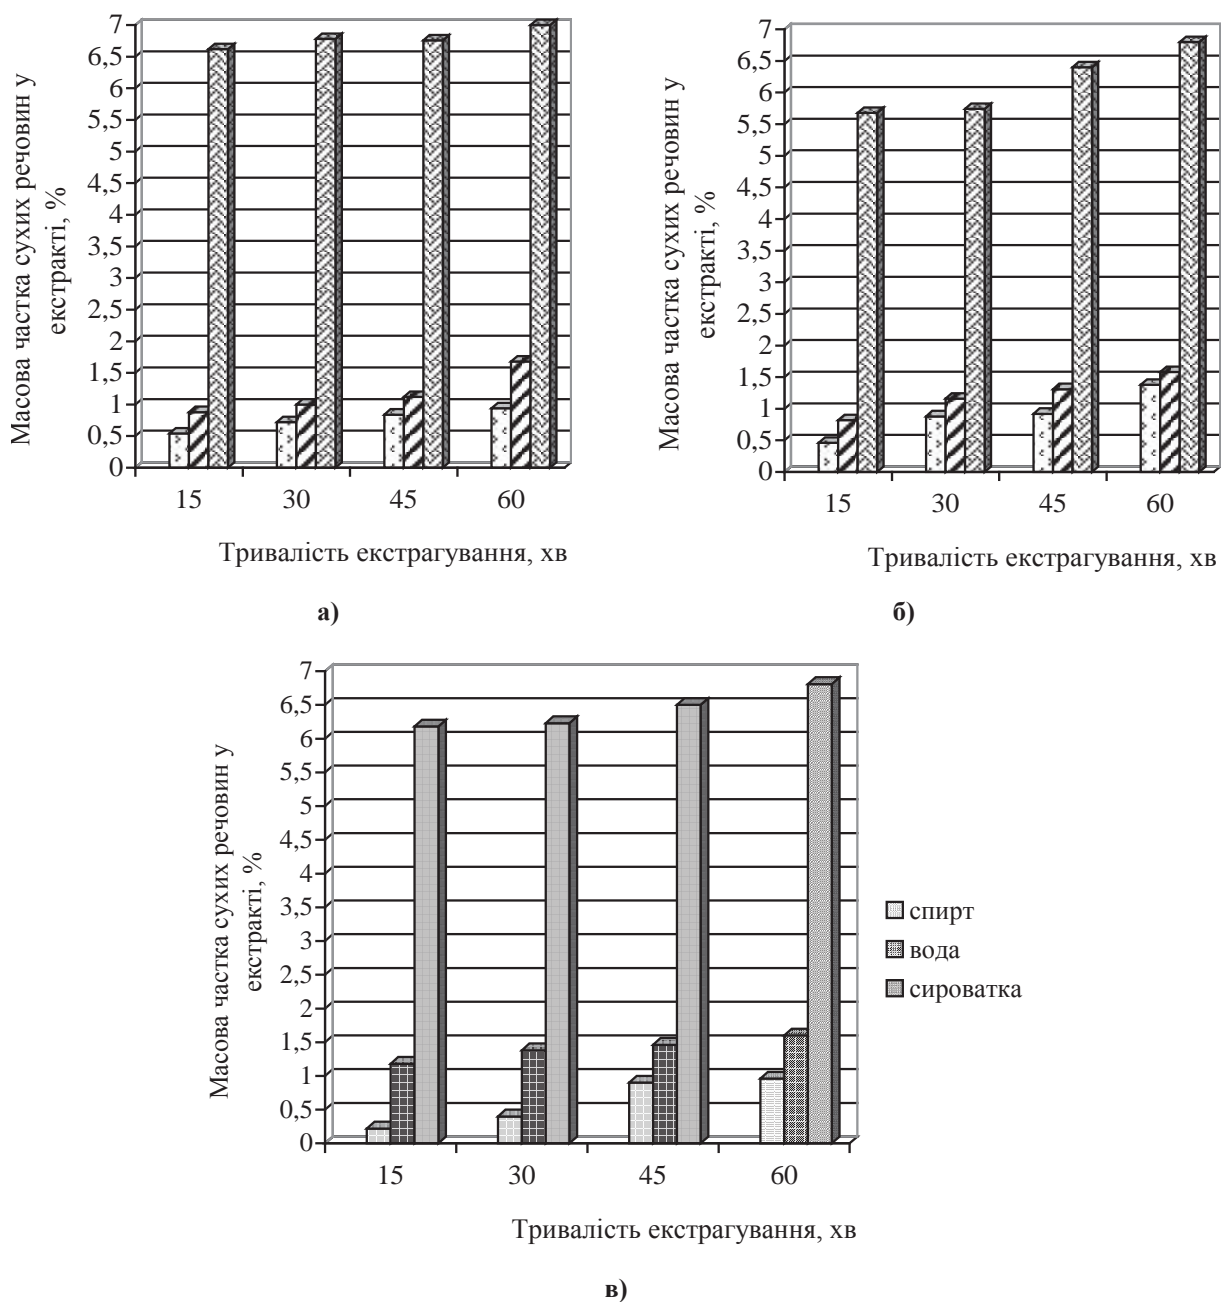 Масова частка сухих речовин у
екстракті, %
7
6,5
6
5,5
5
4,5
4
3,5
3
2,5
2
1,5
1
0,5
0
15 30 45 60
Тривалість екстрагування, хв
а)
Масова частка сухих речовин у
екстракті, %
7
6,5
6
5,5
5
4,5
4
3,5
3
2,5
2
1,5
1
0,5
0
15 30 45 60
Тривалість екстрагування, хв
б)
Масова частка сухих речовин у
екстракті, %
7
6,5
6
5,5
5
4,5
4
3,5
3
2,5
2
1,5
1
0,5
0
15 30 45 60
Тривалість екстрагування, хв
спирт
вода
сироватка
в)